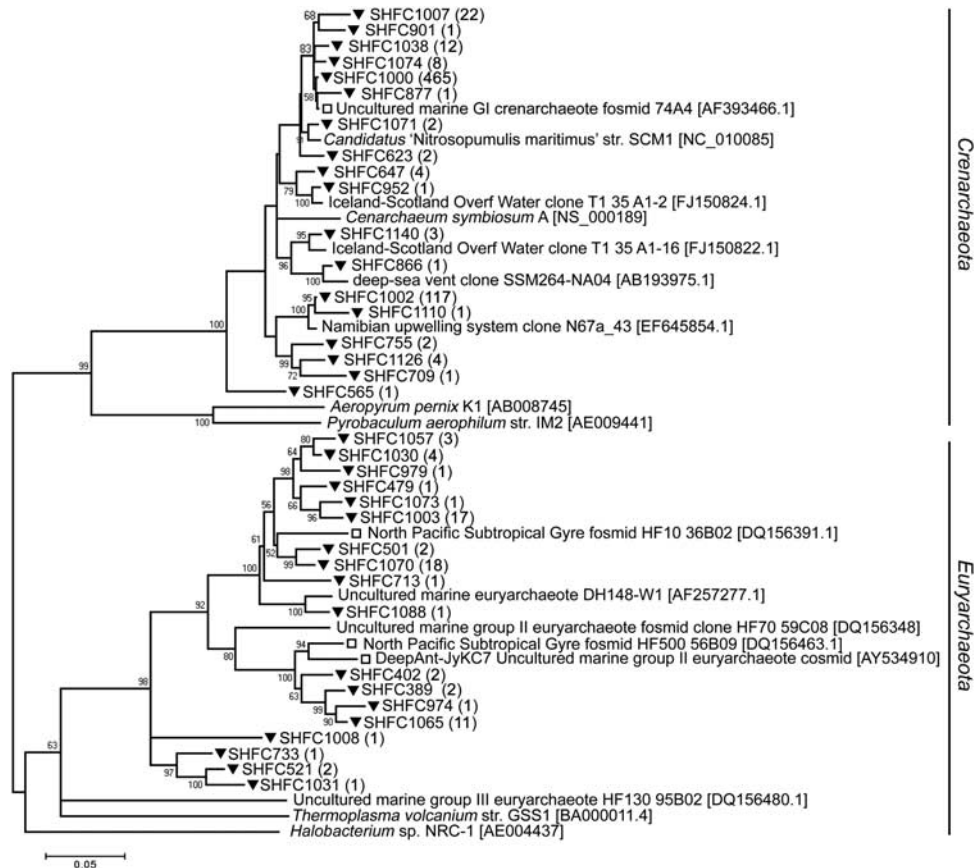 68
▼ SHFC1007 (22)
▼ SHFC901 (1)
83
▼ SHFC1038 (12)
▼ SHFC1074 (8)
▼ SHFC1000 (465)
58
▼ SHFC877 (1)
□ Uncultured marine GI crenarchaeote fosmid 74A4 [AF393466.1]
▼ SHFC1071 (2)
91
Candidatus 'Nitrosopumulis maritimus' str. SCM1 [NC_010085]
▼ SHFC623 (2)
▼ SHFC647 (4)
79
▼ SHFC952 (1)
100
Iceland-Scotland Overf Water clone T1 35 A1-2 [FJ150824.1]
Cenarchaeum symbiosum A [NS_000189]
95
▼ SHFC1140 (3)
Iceland-Scotland Overf Water clone T1 35 A1-16 [FJ150822.1]
96
▼ SHFC866 (1)
100
deep-sea vent clone SSM264-NA04 [AB193975.1]
95
▼ SHFC1002 (117)
100
▼ SHFC1110 (1)
Namibian upwelling system clone N67a_43 [EF645854.1]
100
▼ SHFC755 (2)
99
▼ SHFC1126 (4)
72
▼ SHFC709 (1)
99
▼ SHFC565 (1)
Aeropyrum pernix K1 [AB008745]
100
Pyrobaculum aerophilum str. IM2 [AE009441]
Crenarchaeota
80
▼ SHFC1057 (3)
64
▼ SHFC1030 (4)
98
▼ SHFC979 (1)
▼ SHFC479 (1)
66
▼ SHFC1073 (1)
56
96
▼ SHFC1003 (17)
□ North Pacific Subtropical Gyre fosmid HF10 36B02 [DQ156391.1]
61
52
▼ SHFC501 (2)
99
▼ SHFC1070 (18)
100
▼ SHFC713 (1)
Uncultured marine euryarchaeote DH148-W1 [AF257277.1]
92
100
▼ SHFC1088 (1)
Uncultured marine group II euryarchaeote fosmid clone HF70 59C08 [DQ156348]
94
□ North Pacific Subtropical Gyre fosmid HF500 56B09 [DQ156463.1]
80
□ DeepAnt-JyKC7 Uncultured marine group II euryarchaeote cosmid [AY534910]
100
▼ SHFC402 (2)
98
63
▼ SHFC389 (2)
99
▼ SHFC974 (1)
90
▼ SHFC1065 (11)
▼ SHFC1008 (1)
63
▼ SHFC733 (1)
97
▼ SHFC521 (2)
100
▼ SHFC1031 (1)
Uncultured marine group III euryarchaeote HF130 95B02 [DQ156480.1]
Thermoplasma volcanium str. GSS1 [BA000011.4]
Halobacterium sp. NRC-1 [AE004437]
Euryarchaeota
0.05